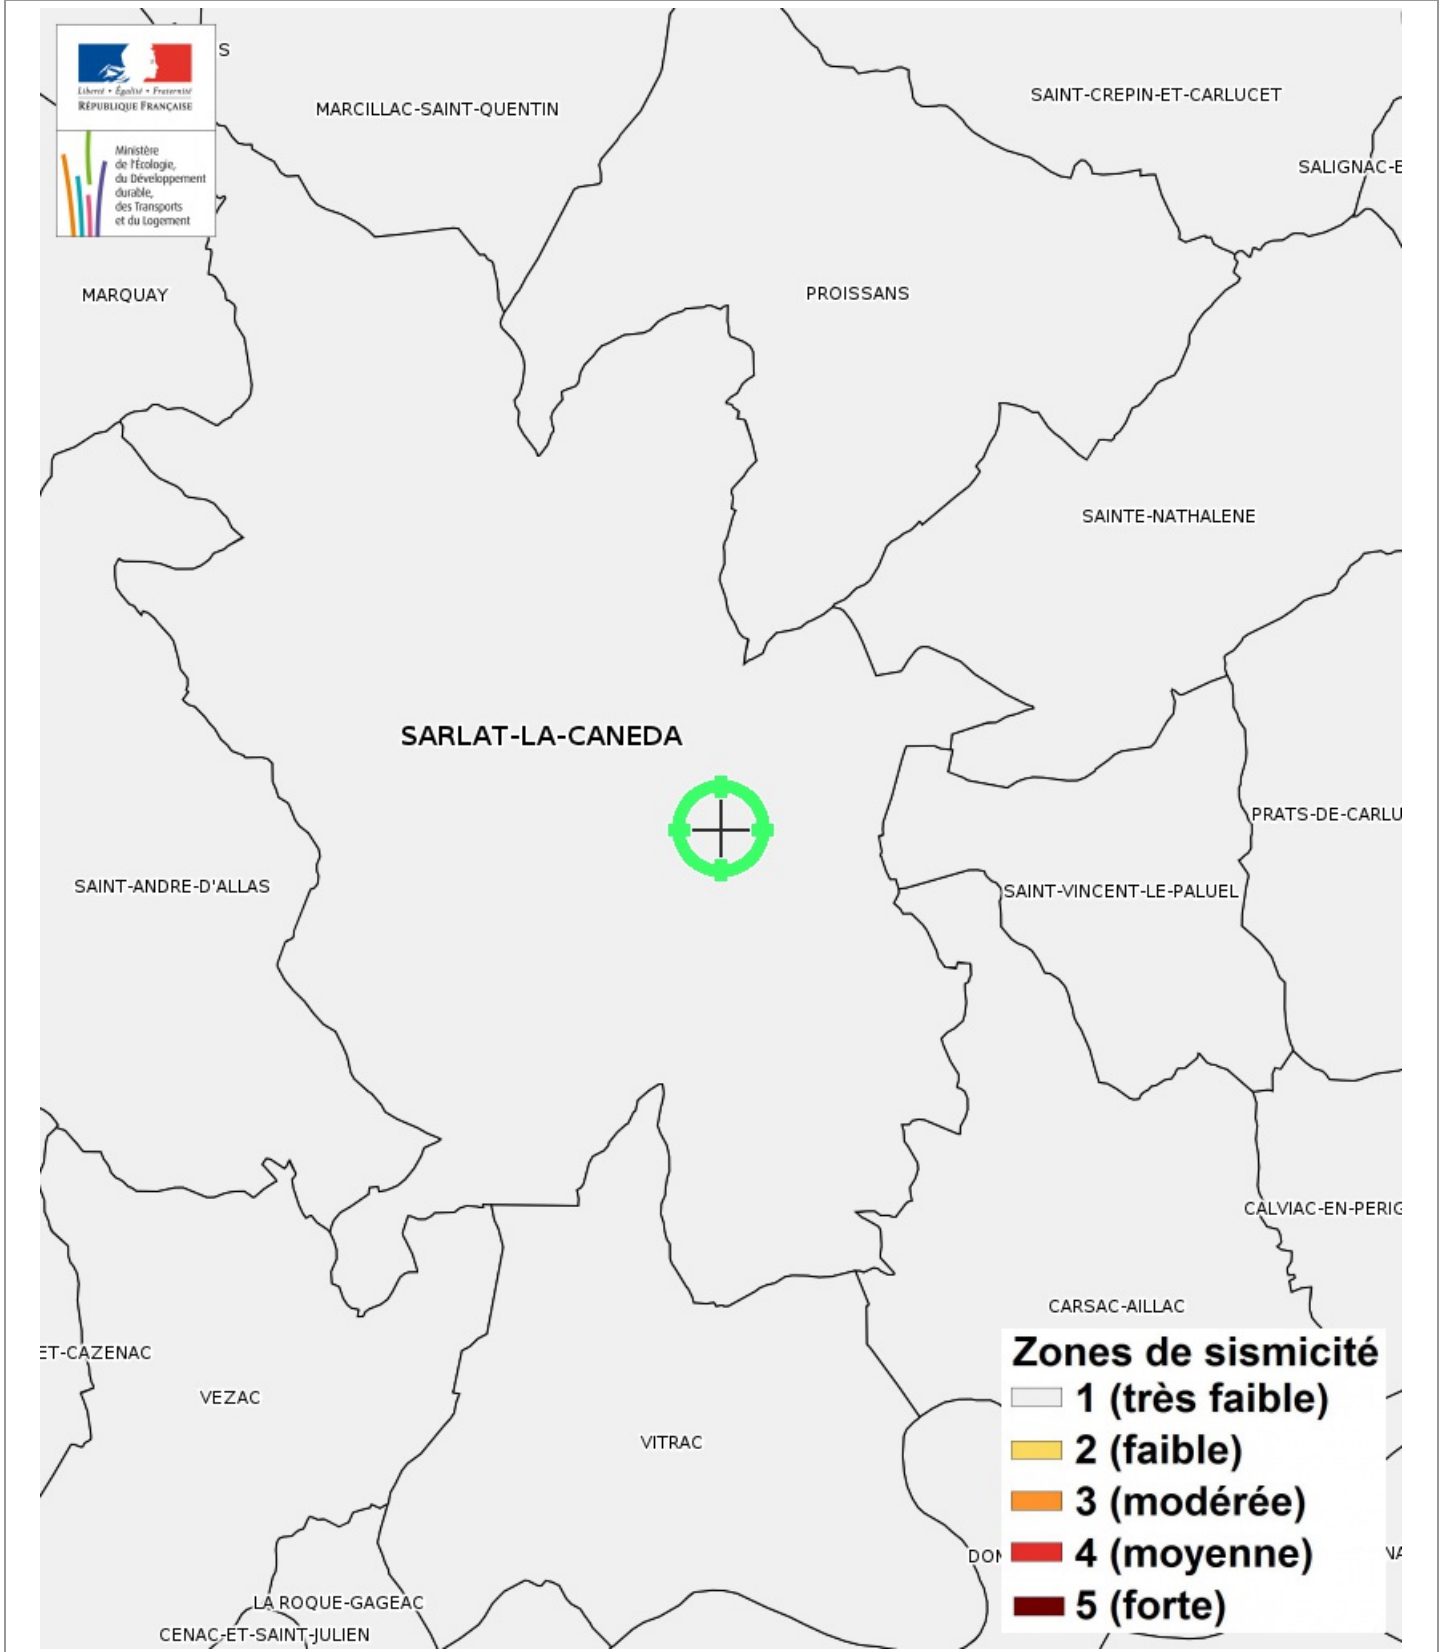 S
Liberté • Égalité • Fraternité
RÉPUBLIQUE FRANÇAISE
Ministère
de l'Écologie,
du Développement
durable,
des Transports
et du Logement
MARCILLAC-SAINT-QUENTIN
SAINT-CREPIN-ET-CARLUCET
SALIGNAC-E
MARQUAY
PROISSANS
SAINTE-NATHALENE
SARLAT-LA-CANEDA
PRATS-DE-CARLU
SAINT-ANDRE-D'ALLAS
SAINT-VINCENT-LE-PALUEL
CALVIAC-EN-PERIG
CARSAC-AILLAC
ET-CAZENAC
VEZAC
VITRAC
DOM
NA
LA ROQUE-GAGEAC
CENAC-ET-SAINT-JULIEN
Zones de sismicité
1 (très faible)
2 (faible)
3 (modérée)
4 (moyenne)
5 (forte)